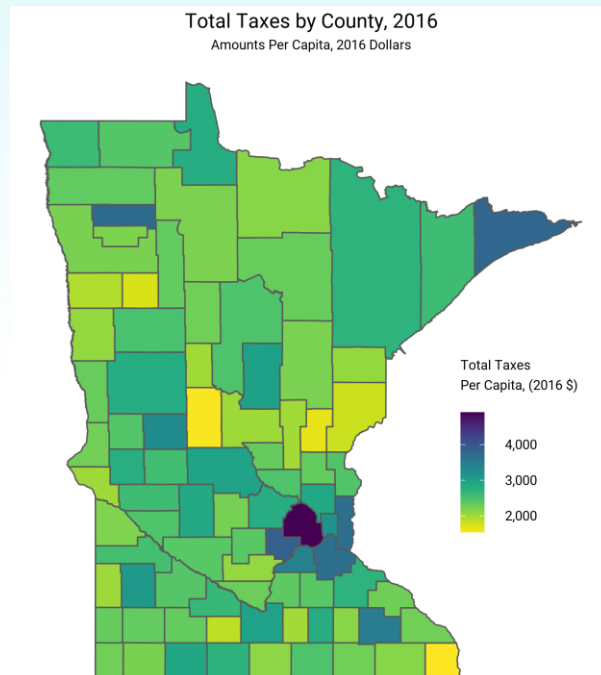 Total Taxes by County, 2016
Amounts Per Capita, 2016 Dollars
Total Taxes
Per Capita, (2016 $)
4,000
3,000
2,000